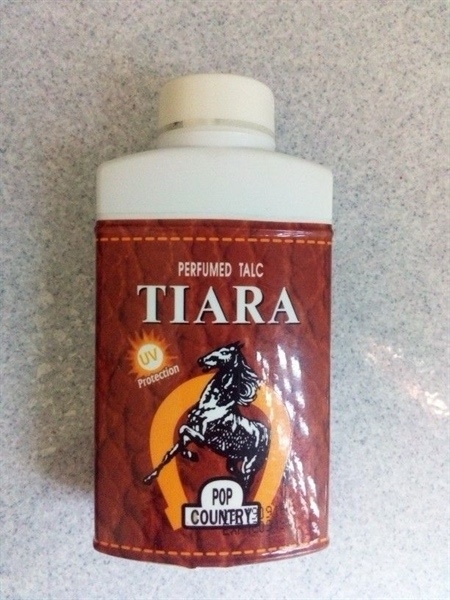 PERFUMED TALC
TIARA
UV
Protection
POP
COUNTRY